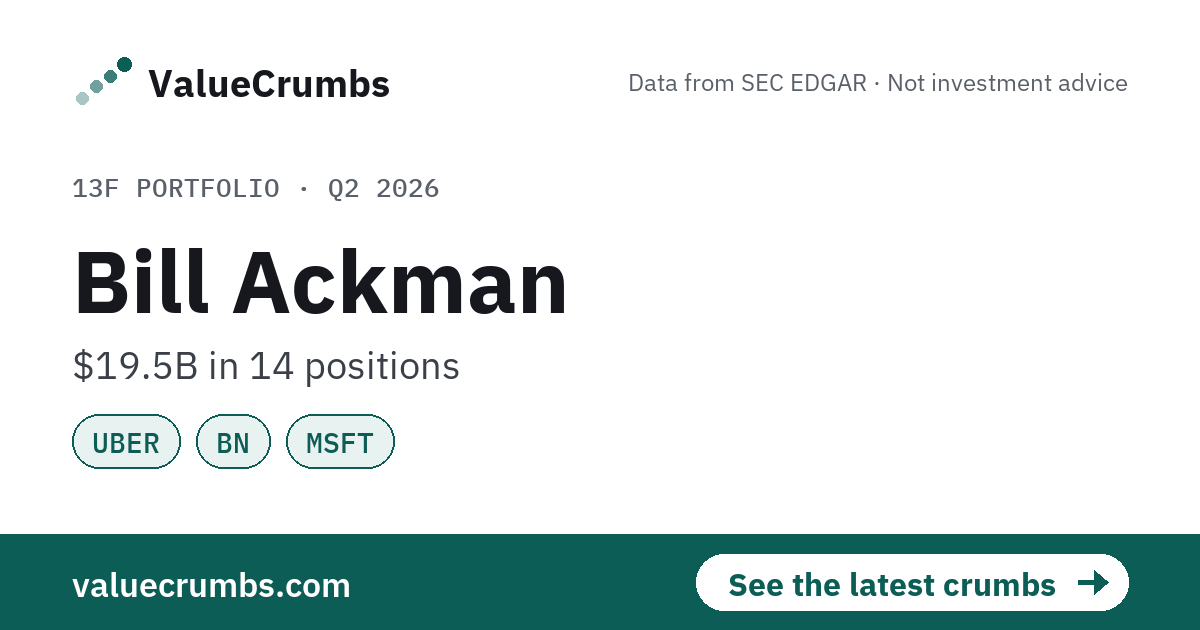 ValueCrumbs
Data from SEC EDGAR · Not investment advice
13F PORTFOLIO · Q2 2026
Bill Ackman
$19.5B in 14 positions
UBER BN MSFT
valuecrumbs.com
See the latest crumbs